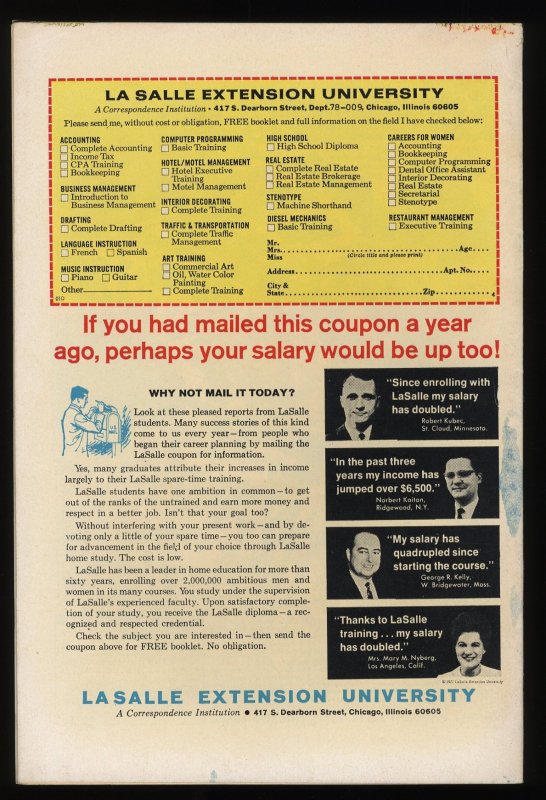 LA SALLE EXTENSION UNIVERSITY
A Correspondence Institution • 417 S. Dearborn Street, Dept. 78-009, Chicago, Illinois 60605
Please send me, without cost or obligation, FREE booklet and full information on the field I have checked below:
ACCOUNTING
Complete Accounting
Income Tax
CPA Training
Bookkeeping
BUSINESS MANAGEMENT
Introduction to
Business Management
DRAFTING
Complete Drafting
LANGUAGE INSTRUCTION
French Spanish
MUSIC INSTRUCTION
Piano Guitar
Other
010
COMPUTER PROGRAMMING
Basic Training
HOTEL/MOTEL MANAGEMENT
Hotel Executive
Training
Motel Management
INTERIOR DECORATING
Complete Training
TRAFFIC & TRANSPORTATION
Complete Traffic
Management
ART TRAINING
Commercial Art
Oil, Water Color
Painting
Complete Training
HIGH SCHOOL
High School Diploma
REAL ESTATE
Complete Real Estate
Real Estate Brokerage
Real Estate Management
STENOTYPE
Machine Shorthand
DIESEL MECHANICS
Basic Training
CAREERS FOR WOMEN
Accounting
Bookkeeping
Computer Programming
Dental Office Assistant
Interior Decorating
Real Estate
Secretarial
Stenotype
RESTAURANT MANAGEMENT
Executive Training
Mr.
Mrs. Age
Miss (Circle title and please print)
Address Apt. No.
City &
State Zip 4
If you had mailed this coupon a year
ago, perhaps your salary would be up too!
WHY NOT MAIL IT TODAY?
Look at these pleased reports from LaSalle
students. Many success stories of this kind
come to us every year—from people who
began their career planning by mailing the
LaSalle coupon for information.
Yes, many graduates attribute their increases in income
largely to their LaSalle spare-time training.
LaSalle students have one ambition in common—to get
out of the ranks of the untrained and earn more money and
respect in a better job. Isn't that your goal too?
Without interfering with your present work—and by de-
voting only a little of your spare time—you too can prepare
for advancement in the field of your choice through LaSalle
home study. The cost is low.
LaSalle has been a leader in home education for more than
sixty years, enrolling over 2,000,000 ambitious men and
women in its many courses. You study under the supervision
of LaSalle's experienced faculty. Upon satisfactory comple-
tion of your study, you receive the LaSalle diploma—a rec-
ognized and respected credential.
Check the subject you are interested in—then send the
coupon above for FREE booklet. No obligation.
"Since enrolling with
LaSalle my salary
has doubled."
Robert Kubec,
St. Cloud, Minnesota.
"In the past three
years my income has
jumped over $6,500."
Norbert Kaitan,
Ridgewood, N.Y.
"My salary has
quadrupled since
starting the course."
George R. Kelly,
W. Bridgewater, Mass.
"Thanks to LaSalle
training . . . my salary
has doubled."
Mrs. Mary M. Nyberg,
Los Angeles, Calif.
LaSalle Extension University
LASALLE EXTENSION UNIVERSITY
A Correspondence Institution • 417 S. Dearborn Street, Chicago, Illinois 60605